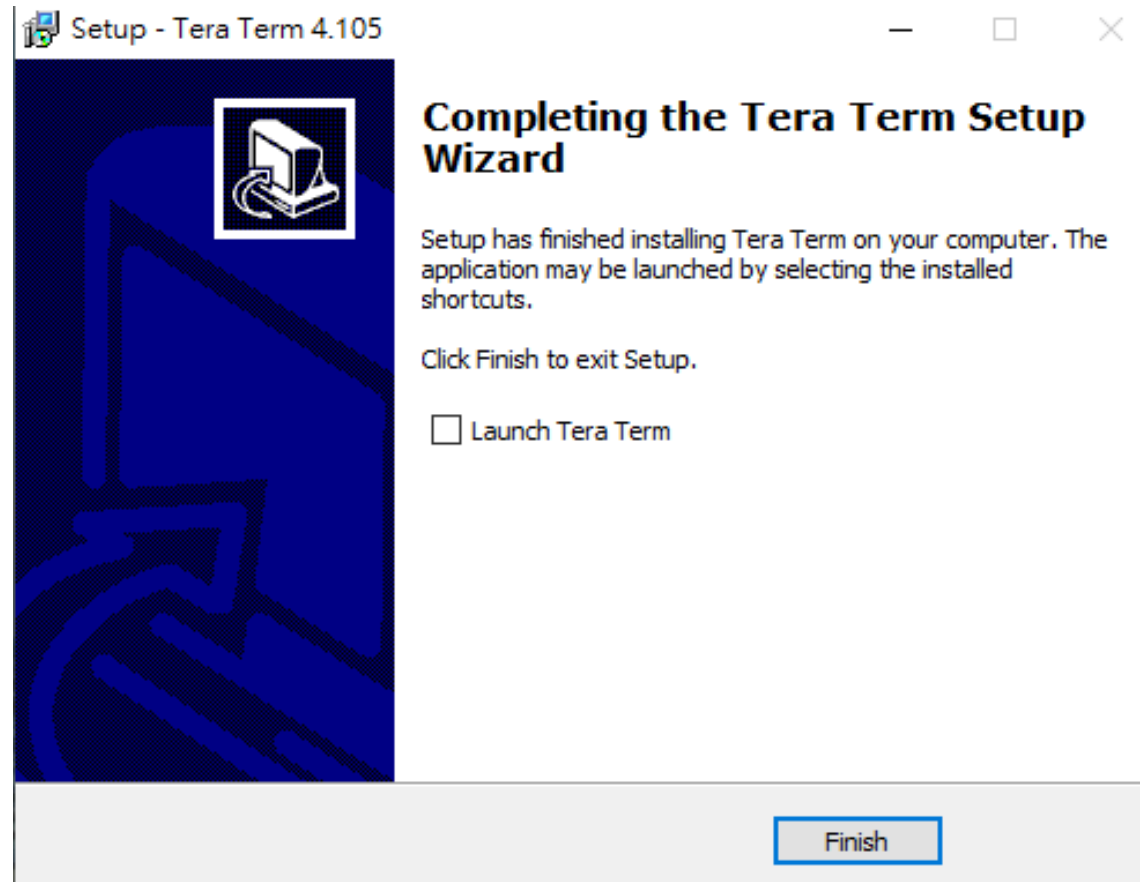 Setup - Tera Term 4.105
Completing the Tera Term Setup
Wizard
Setup has finished installing Tera Term on your computer. The
application may be launched by selecting the installed
shortcuts.
Click Finish to exit Setup.
Launch Tera Term
Finish